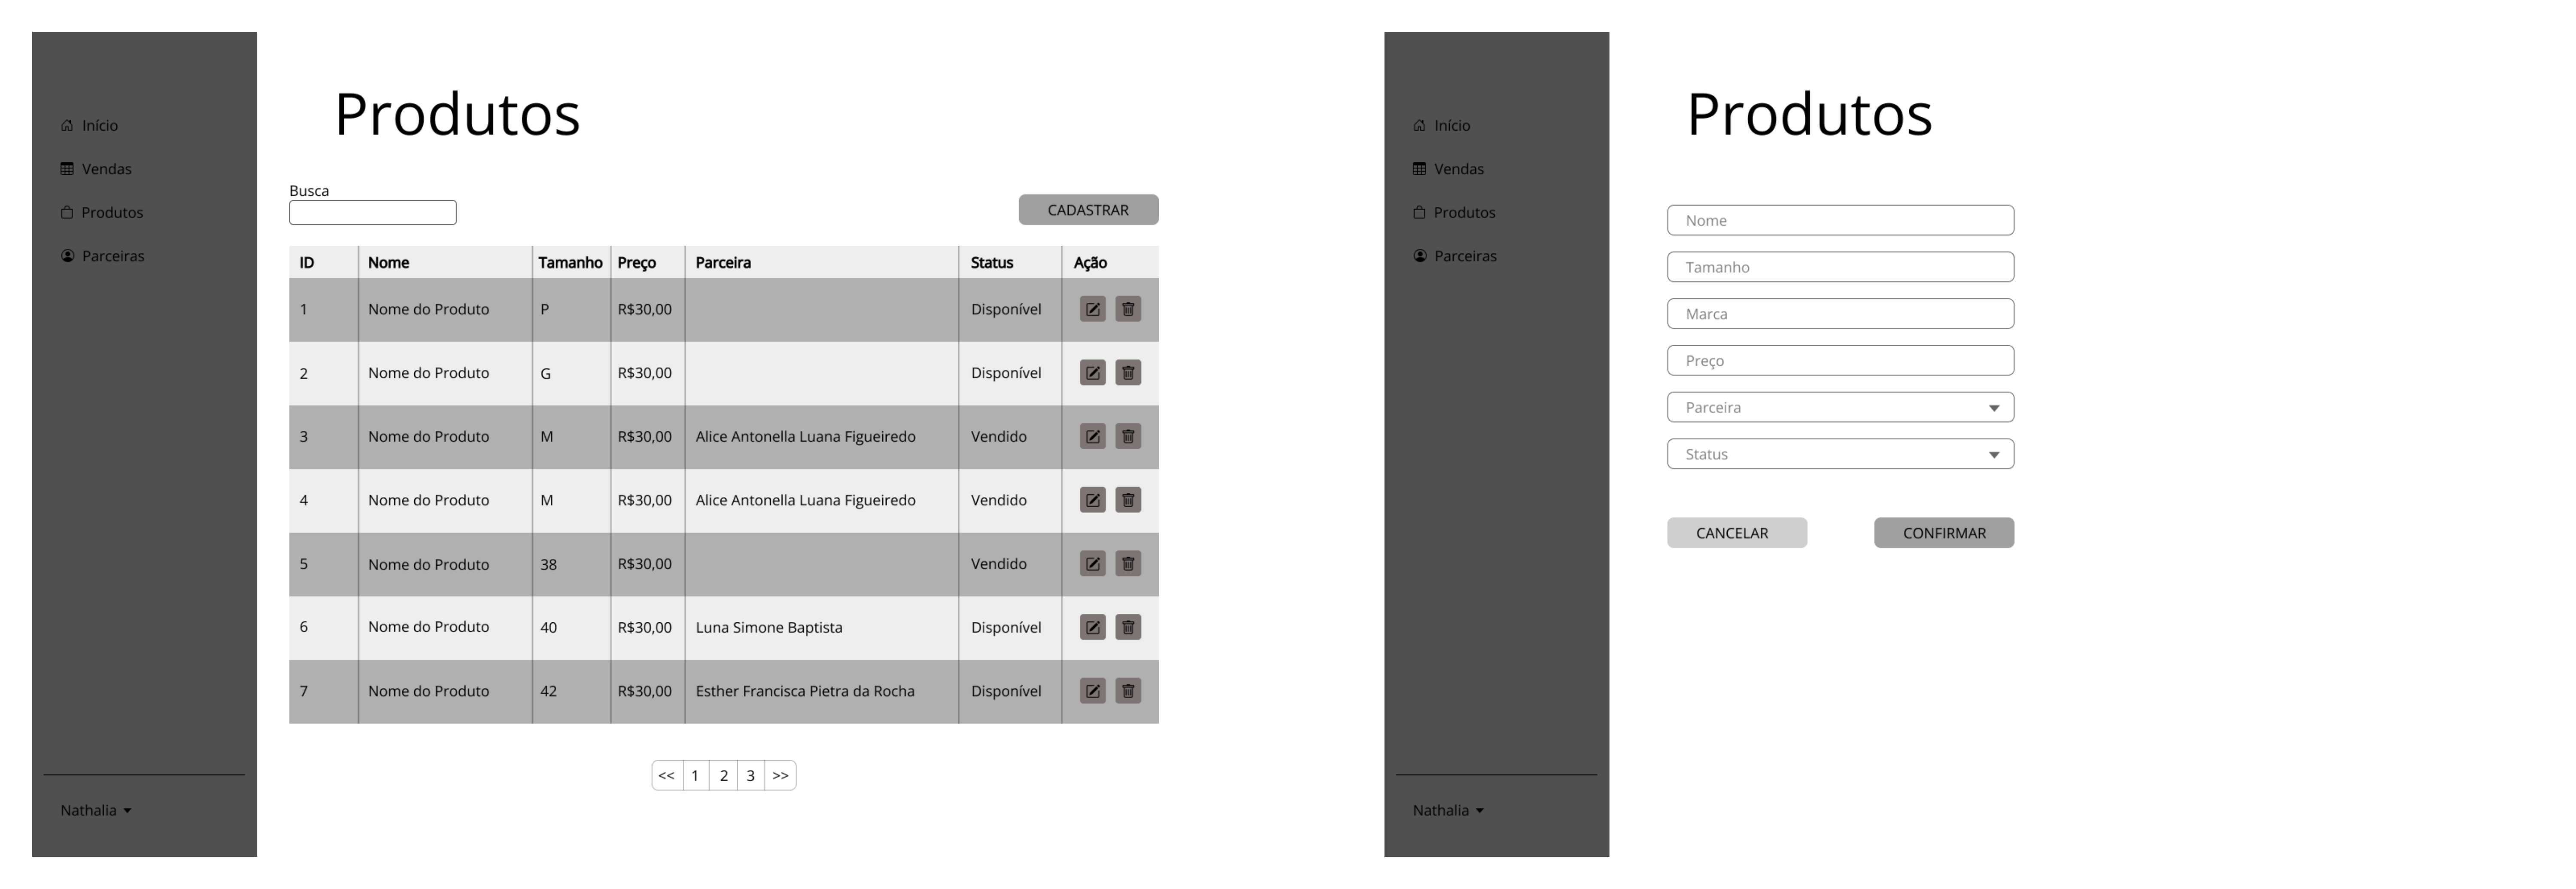 Início
Vendas
Produtos
Parceiras
Nathalia
Produtos
Busca
CADASTRAR
ID Nome Tamanho Preço Parceira Status Ação
1 Nome do Produto P R$30,00 Disponível
2 Nome do Produto G R$30,00 Disponível
3 Nome do Produto M R$30,00 Alice Antonella Luana Figueiredo Vendido
4 Nome do Produto M R$30,00 Alice Antonella Luana Figueiredo Vendido
5 Nome do Produto 38 R$30,00 Vendido
6 Nome do Produto 40 R$30,00 Luna Simone Baptista Disponível
7 Nome do Produto 42 R$30,00 Esther Francisca Pietra da Rocha Disponível
<< 1 2 3 >>
Início
Vendas
Produtos
Parceiras
Nathalia
Produtos
Nome
Tamanho
Marca
Preço
Parceira
Status
CANCELAR CONFIRMAR